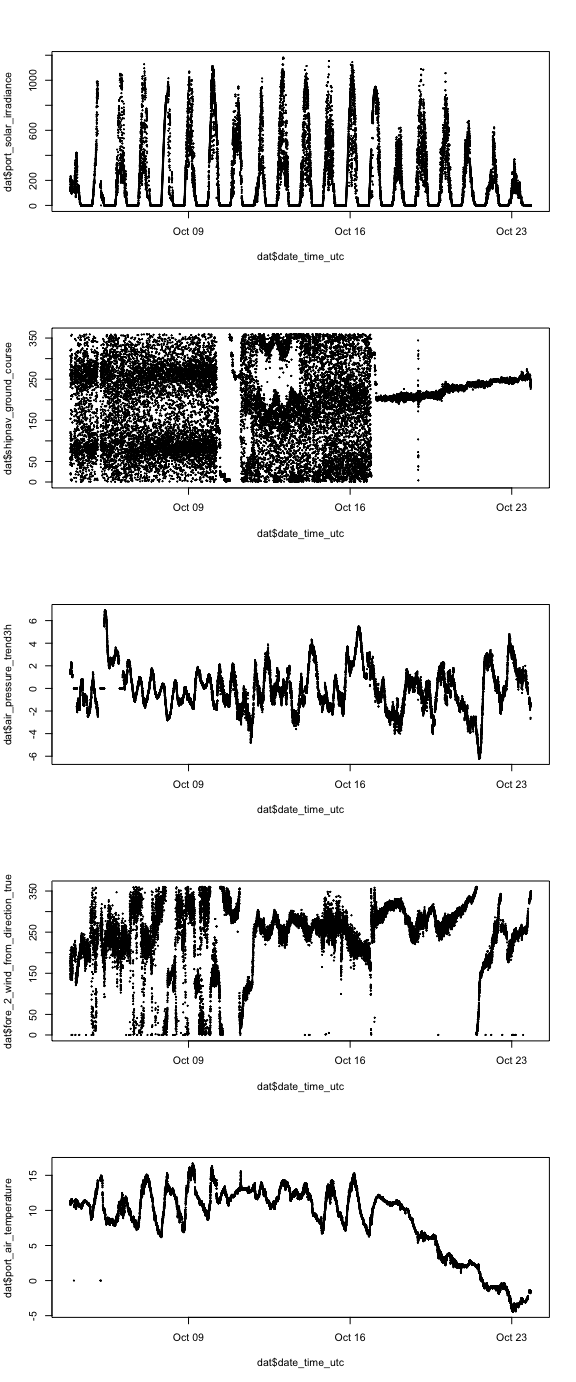 dat$port_solar_irradiance
0 200 600 1000
Oct 09 Oct 16 Oct 23
dat$date_time_utc
dat$shipnav_ground_course
0 50 150 250 350
Oct 09 Oct 16 Oct 23
dat$date_time_utc
dat$air_pressure_trend3h
-6 -4 -2 0 2 4 6
Oct 09 Oct 16 Oct 23
dat$date_time_utc
dat$fore_2_wind_from_direction_true
0 50 150 250 350
Oct 09 Oct 16 Oct 23
dat$date_time_utc
dat$port_air_temperature
-5 0 5 10 15
Oct 09 Oct 16 Oct 23
dat$date_time_utc